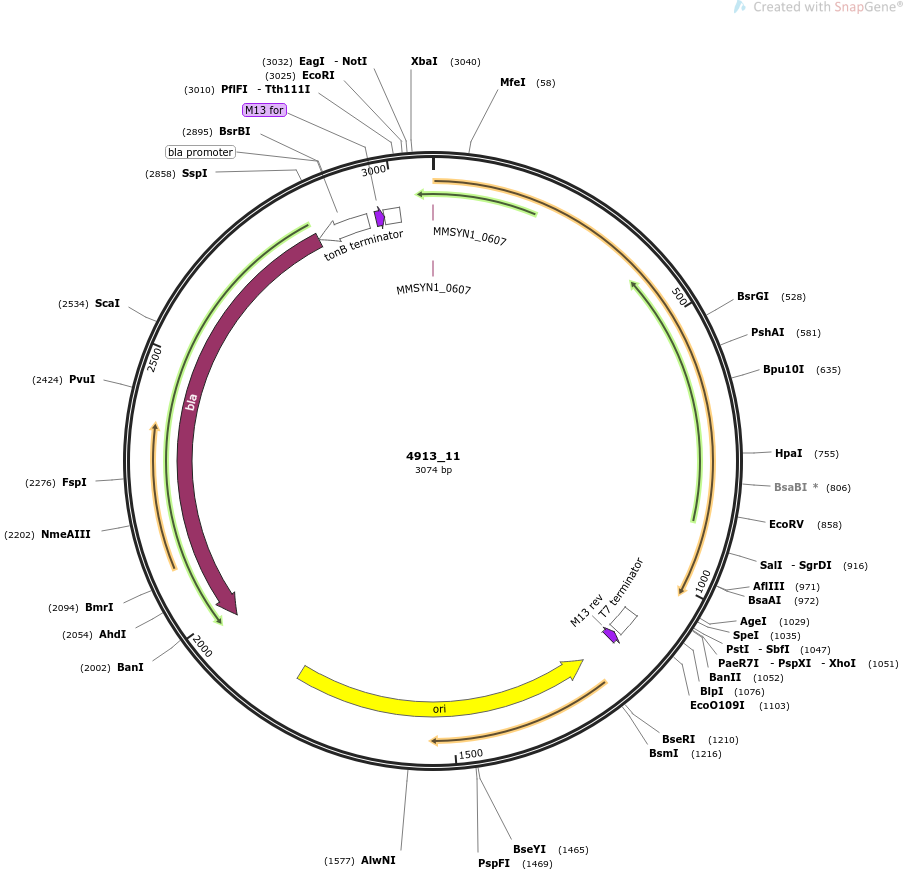 Created with SnapGene®
(3032) EagI - NotI
XbaI (3040)
(3025) EcoRI
MfeI (58)
(3010) PflFI - Tth111I
M13 for
(2895) BsrBI
bla promoter
(2858) SspI
3000
tonB terminator
MMSYN1_0607
MMSYN1_0607
500
BsrGI (528)
(2534) ScaI
PshAI (581)
2500
Bpu10I (635)
(2424) PvuI
bla
4913_11
3074 bp
HpaI (755)
(2276) FspI
BsaBI * (806)
EcoRV (858)
(2202) NmeAIII
SalI - SgrDI (916)
1000
AflIII (971)
BsaAI (972)
(2094) BmrI
T7 terminator
M13 rev
AgeI (1029)
(2054) AhdI
SpeI (1035)
2000
PstI - SbfI (1047)
(2002) BanI
PaeR7I - PspXI - XhoI (1051)
BanII (1052)
BlpI (1076)
EcoO109I (1103)
ori
BseRI (1210)
BsmI (1216)
1500
BseYI (1465)
(1577) AlwNI
PspFI (1469)